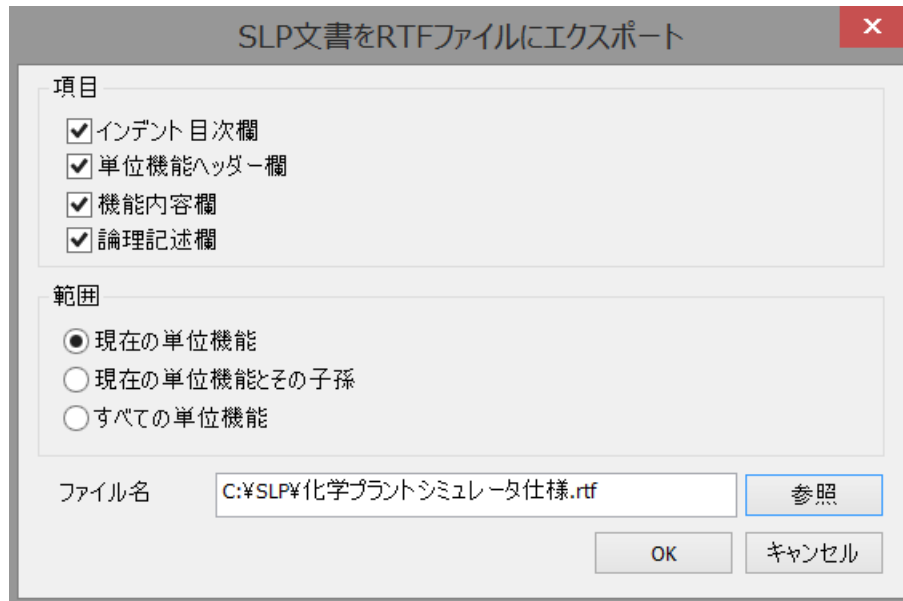 SLP文書をRTFファイルにエクスポート
項目
インデント目次欄
単位機能ヘッダー欄
機能内容欄
論理記述欄
範囲
現在の単位機能
現在の単位機能とその子孫
すべての単位機能
ファイル名 C:¥SLP¥化学プラントシミュレータ仕様.rtf 参照
OK キャンセル